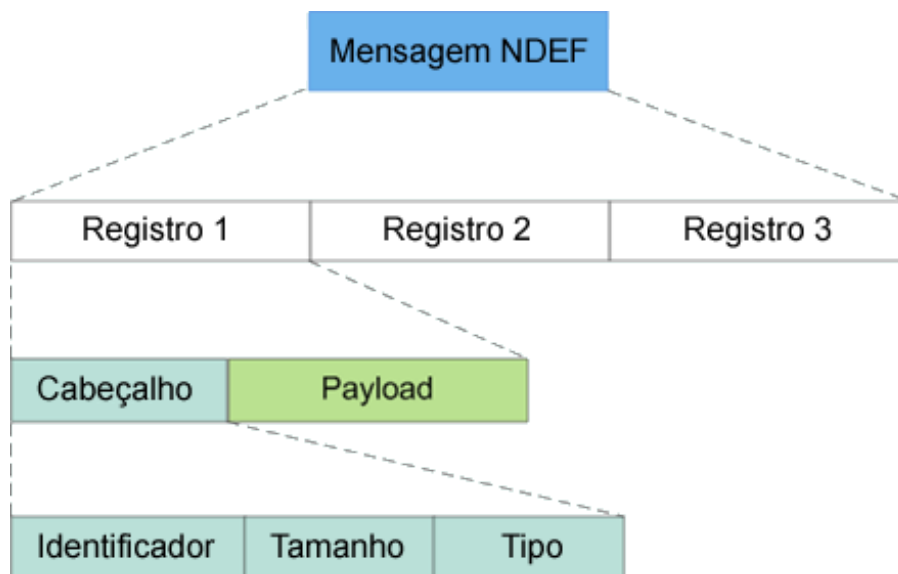 Mensagem NDEF
Registro 1 Registro 2 Registro 3
Cabeçalho Payload
Identificador Tamanho Tipo